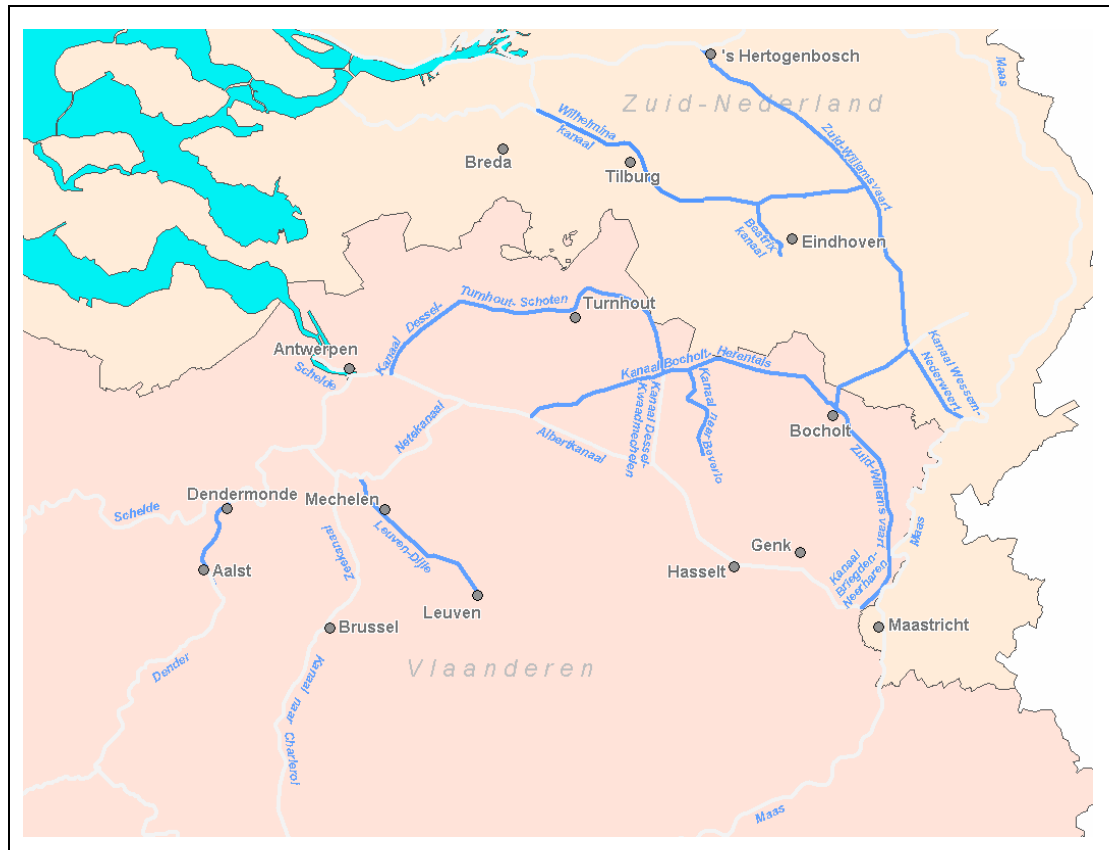 's Hertogenbosch
Maas
Zuid-Nederland
Wilhelmina
kanaal
Zuid-Willemsvaart
Breda
Tilburg
Beatrix
kanaal
Eindhoven
Kanaal Dessel-
Turnhout- Schoten
Turnhout
Antwerpen
Schelde
Kanaal Bocholt-
Herentals
Kanaal Wessem-
Nederweert
Kanaal Dessel-
Kwaadmechelen
Kanaal naar Beverlo
Netekanaal
Albertkanaal
Bocholt
Zuid-Willems vaart
Dendermonde
Schelde
Mechelen
Leuven-Dijle
Zeekanaal
Maas
Aalst
Genk
Hasselt
Kanaal
Briegden-
Neerharen
Leuven
Brussel
Maastricht
Vlaanderen
Dender
Kanaal naar Charleroi
Maas